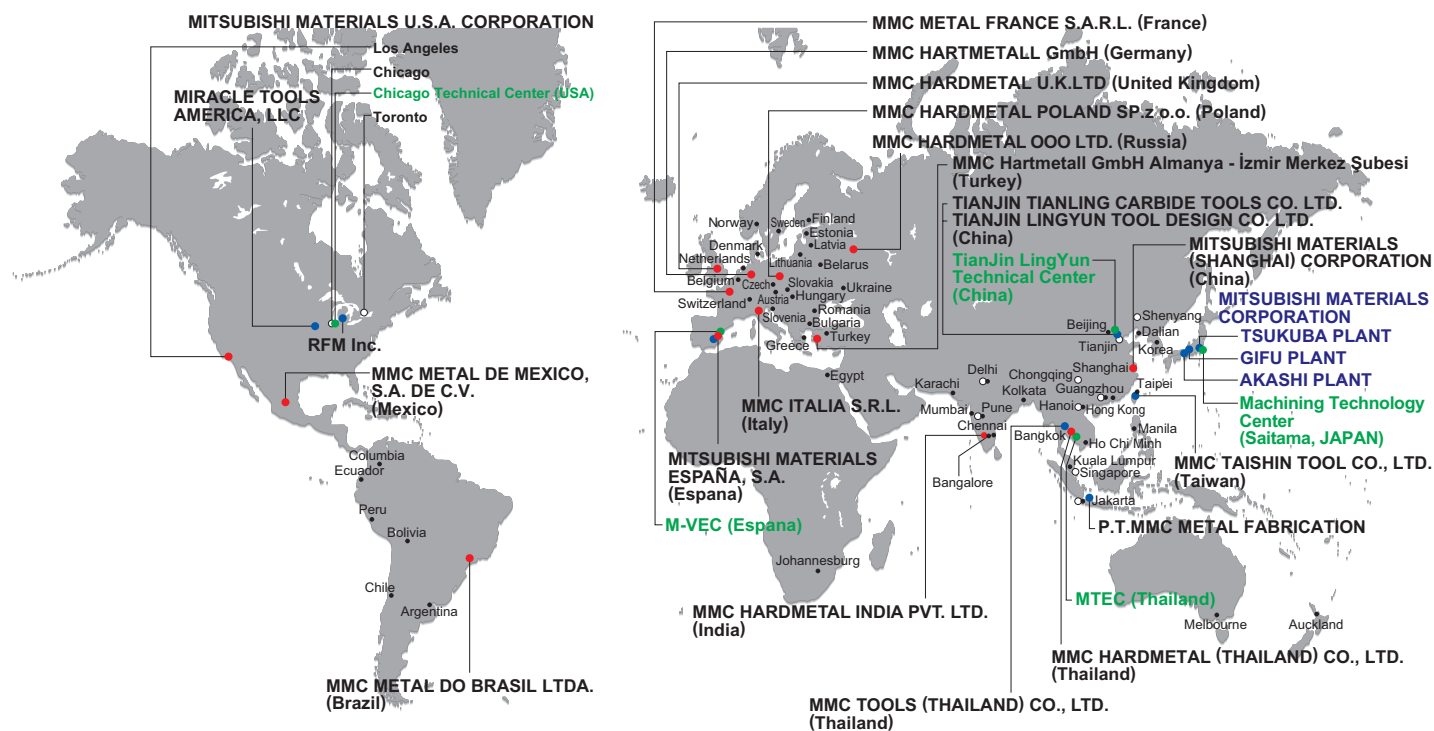 MITSUBISHI MATERIALS U.S.A. CORPORATION
Los Angeles
Chicago
Chicago Technical Center (USA)
MIRACLE TOOLS
AMERICA, LLC
Toronto
RFM Inc.
MMC METAL DE MEXICO,
S.A. DE C.V.
(Mexico)
Columbia
Ecuador
Peru
Bolivia
Chile
Argentina
MMC METAL DO BRASIL LTDA.
(Brazil)
MMC METAL FRANCE S.A.R.L. (France)
MMC HARTMETALL GmbH (Germany)
MMC HARDMETAL U.K.LTD (United Kingdom)
MMC HARDMETAL POLAND SP.z o.o. (Poland)
MMC HARDMETAL OOO LTD. (Russia)
MMC Hartmetall GmbH Almanya - İzmir Merkez Şubesi
(Turkey)
TIANJIN TIANLING CARBIDE TOOLS CO. LTD.
TIANJIN LINGYUN TOOL DESIGN CO. LTD.
(China)
MITSUBISHI MATERIALS
(SHANGHAI) CORPORATION
(China)
TianJin LingYun
Technical Center
(China)
MITSUBISHI MATERIALS
CORPORATION
TSUKUBA PLANT
GIFU PLANT
AKASHI PLANT
Machining Technology
Center
(Saitama, JAPAN)
Norway
Sweden
Finland
Estonia
Latvia
Denmark
Lithuania
Netherlands
Belarus
Belgium
Czech
Slovakia
Ukraine
Austria
Hungary
Switzerland
Romania
Slovenia
Bulgaria
Turkey
Greece
Egypt
Shenyang
Beijing
Dalian
Tianjin
Korea
Shanghai
Chongqing
Delhi
Karachi
Kolkata
Guangzhou
Taipei
Hanoi
Hong Kong
Mumbai
Pune
Chennai
Manila
Bangkok
Ho Chi Minh
Kuala Lumpur
Singapore
Bangalore
Jakarta
MMC ITALIA S.R.L.
(Italy)
MITSUBISHI MATERIALS
ESPAÑA, S.A.
(Espana)
M-VEC (Espana)
MMC TAISHIN TOOL CO., LTD.
(Taiwan)
P.T.MMC METAL FABRICATION
Johannesburg
MMC HARDMETAL INDIA PVT. LTD.
(India)
MTEC (Thailand)
Melbourne
Auckland
MMC HARDMETAL (THAILAND) CO., LTD.
(Thailand)
MMC TOOLS (THAILAND) CO., LTD.
(Thailand)